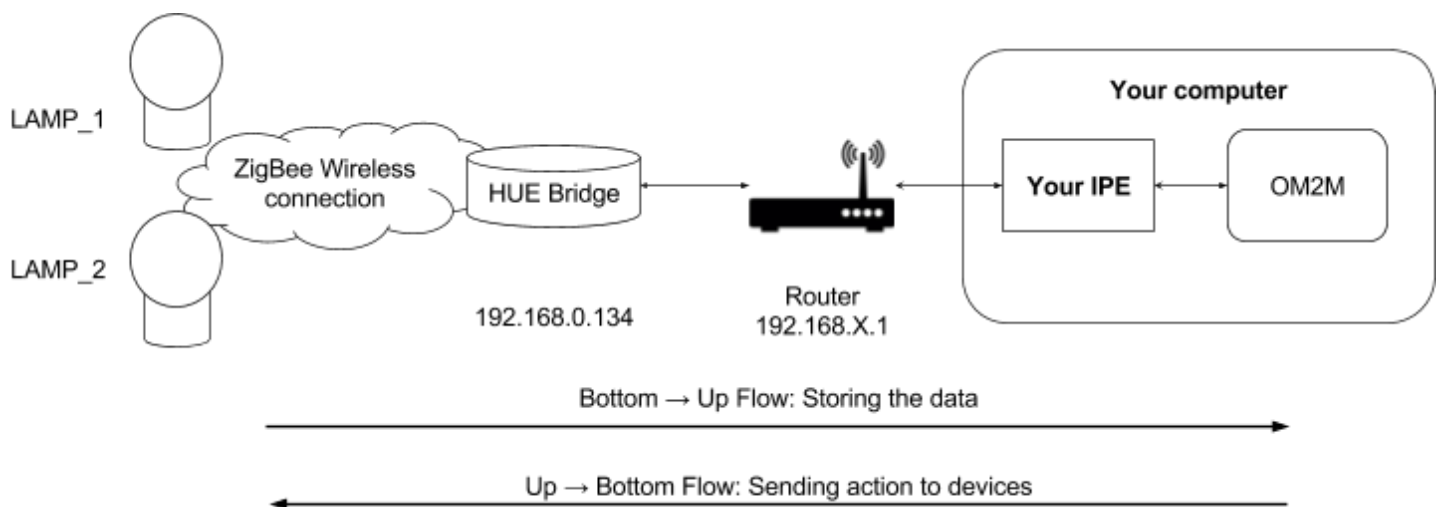 LAMP_1
ZigBee Wireless
connection
HUE Bridge
Your computer
Your IPE
OM2M
LAMP_2
192.168.0.134
Router
192.168.X.1
Bottom → Up Flow: Storing the data
Up → Bottom Flow: Sending action to devices